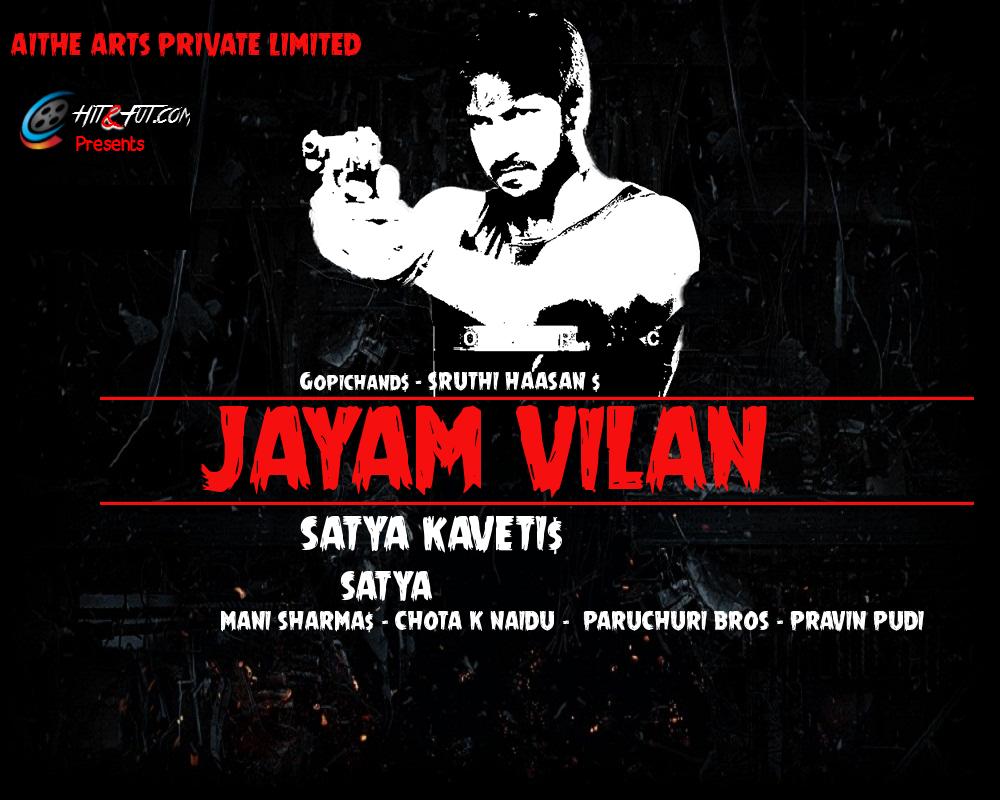 AITHE ARTS PRIVATE LIMITED
HIT&FUT.COM
Presents
GOPICHAND$ - SRUTHI HAASAN $
JAYAM VILAN
SATYA KAVETI$
SATYA
MANI SHARMA$ - CHOTA K NAIDU - PARUCHURI BROS - PRAVIN PUDI